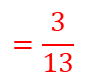 = 3/13